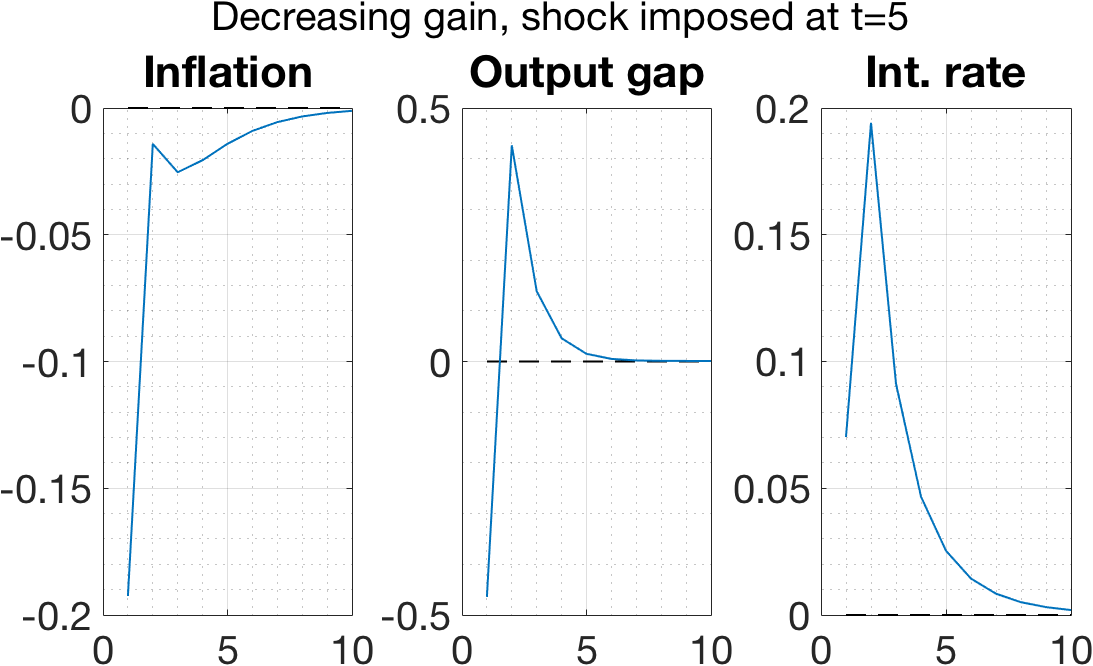 Decreasing gain, shock imposed at t=5
Inflation
Output gap
Int. rate
0
-0.05
-0.1
-0.15
-0.2
0 5 10
0.5
0
-0.5
0 5 10
0.2
0.15
0.1
0.05
0
0 5 10